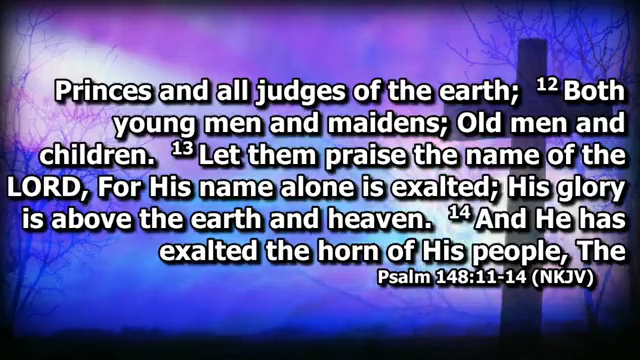 Princes and all judges of the earth; 12 Both
young men and maidens; Old men and
children. 13 Let them praise the name of the
LORD, For His name alone is exalted; His glory
is above the earth and heaven. 14 And He has
exalted the horn of His people, The
Psalm 148:11-14 (NKJV)